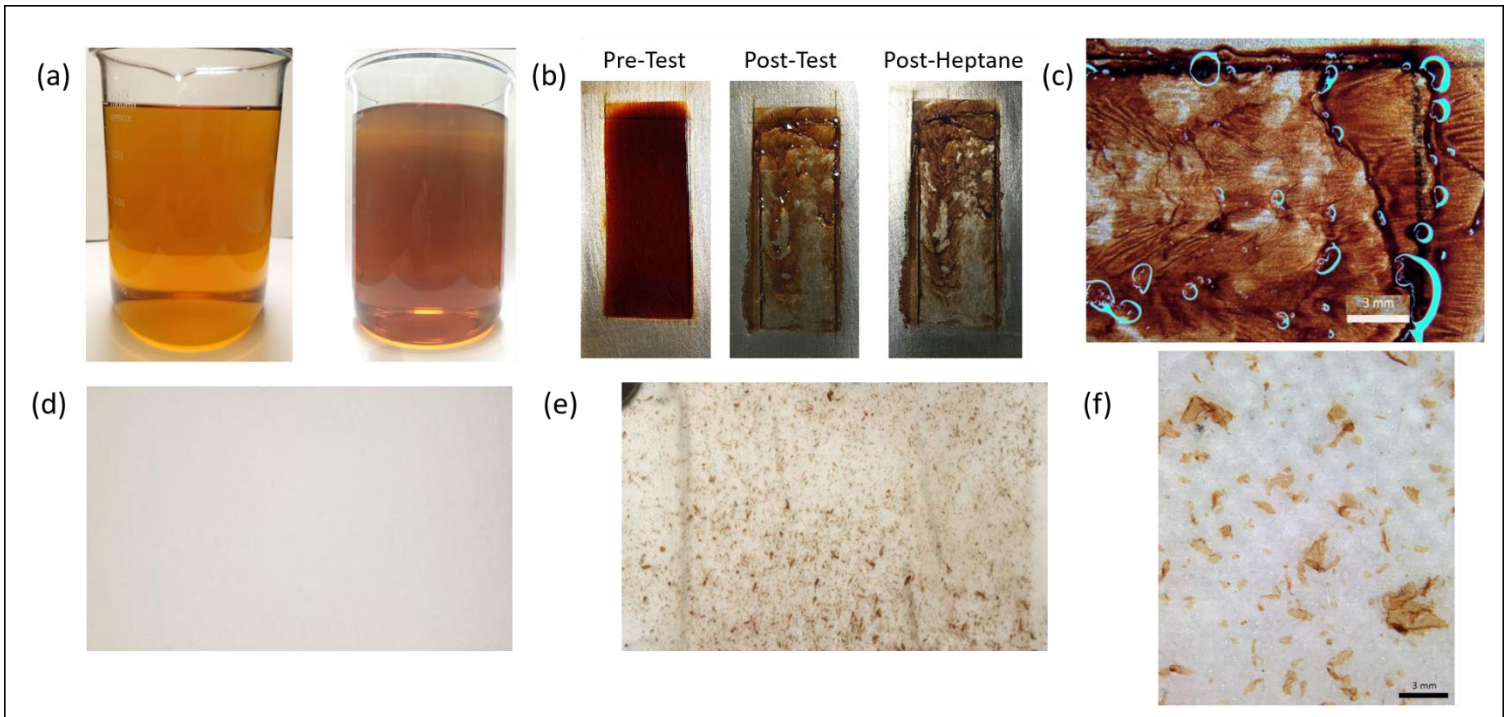 (a)
(b)
Pre-Test
Post-Test
Post-Heptane
(c)
3 mm
(d)
(e)
(f)
3 mm